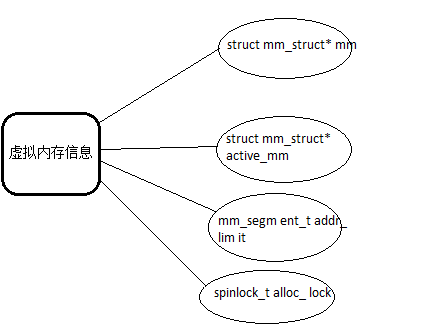 struct mm_struct* mm
虚拟内存信息
struct mm_struct*
active_mm
mm_segm ent_t addr_
lim it
spinlock_t alloc_ lock